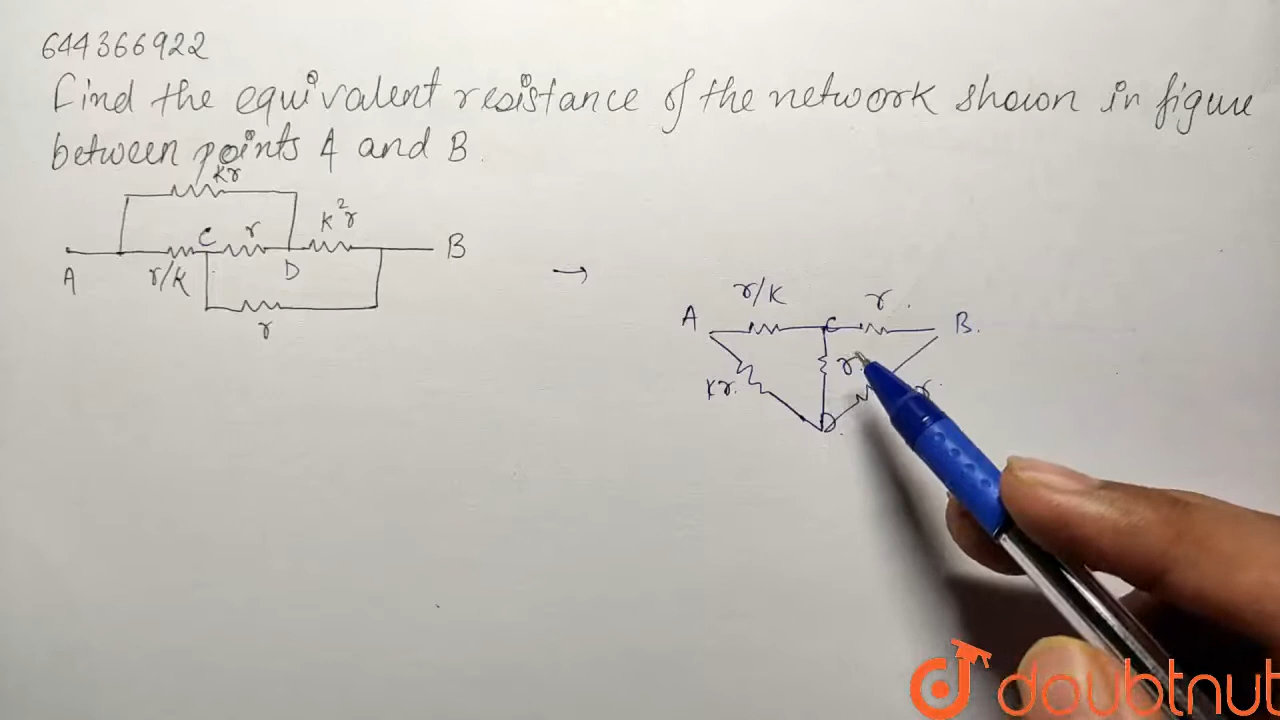 644366922
Find the equivalent resistance of the network shown in figure
between points A and B.
Kr
C r K²r
A r/K D B
r
→
r/K r
A C B.
Kr. r. r.
D.
doubtnut